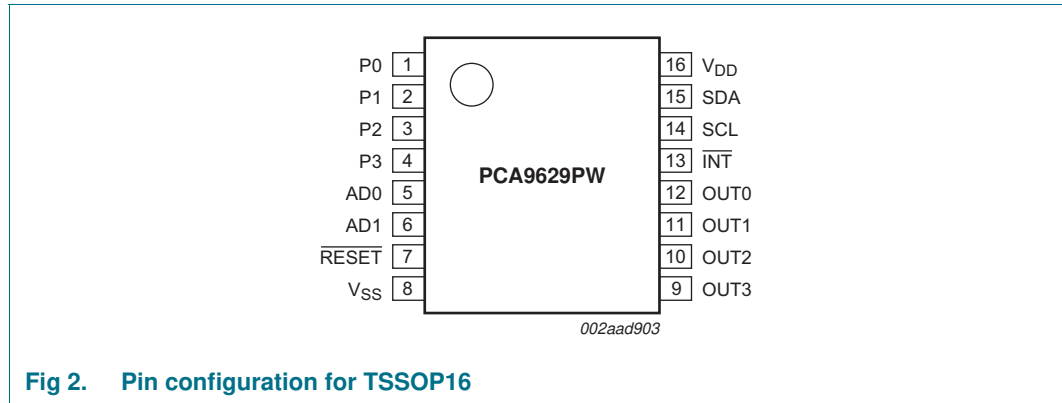 P0 1
P1 2
P2 3
P3 4
AD0 5
AD1 6
RESET 7
VSS 8
PCA9629PW
16 VDD
15 SDA
14 SCL
13 INT
12 OUT0
11 OUT1
10 OUT2
9 OUT3
002aad903
Fig 2. Pin configuration for TSSOP16